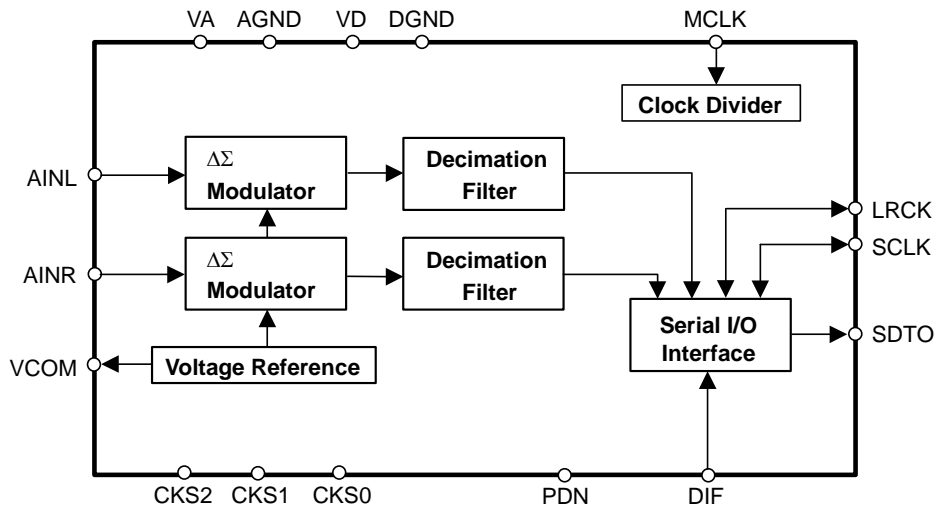 VA AGND VD DGND MCLK
Clock Divider
AINL
ΔΣ
Modulator
Decimation
Filter
LRCK
SCLK
AINR
ΔΣ
Modulator
Decimation
Filter
Serial I/O
Interface
SDTO
VCOM
Voltage Reference
CKS2 CKS1 CKS0 PDN DIF